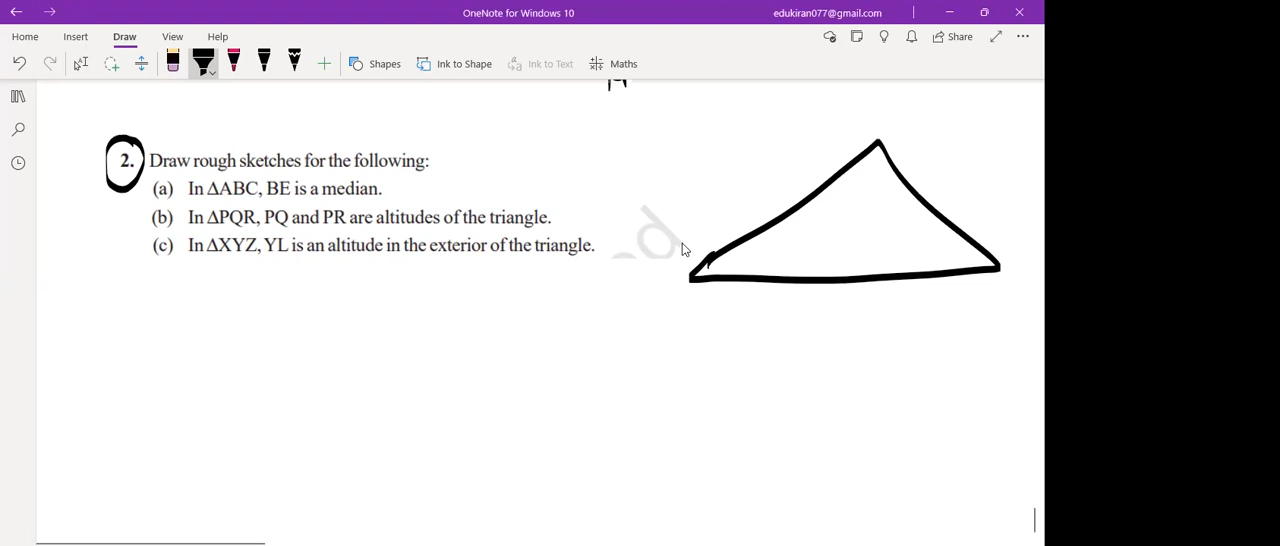 OneNote for Windows 10
edukiran077@gmail.com
Home Insert Draw View Help
Share
Shapes Ink to Shape Ink to Text Maths
2. Draw rough sketches for the following:
(a) In ΔABC, BE is a median.
(b) In ΔPQR, PQ and PR are altitudes of the triangle.
(c) In ΔXYZ, YL is an altitude in the exterior of the triangle.